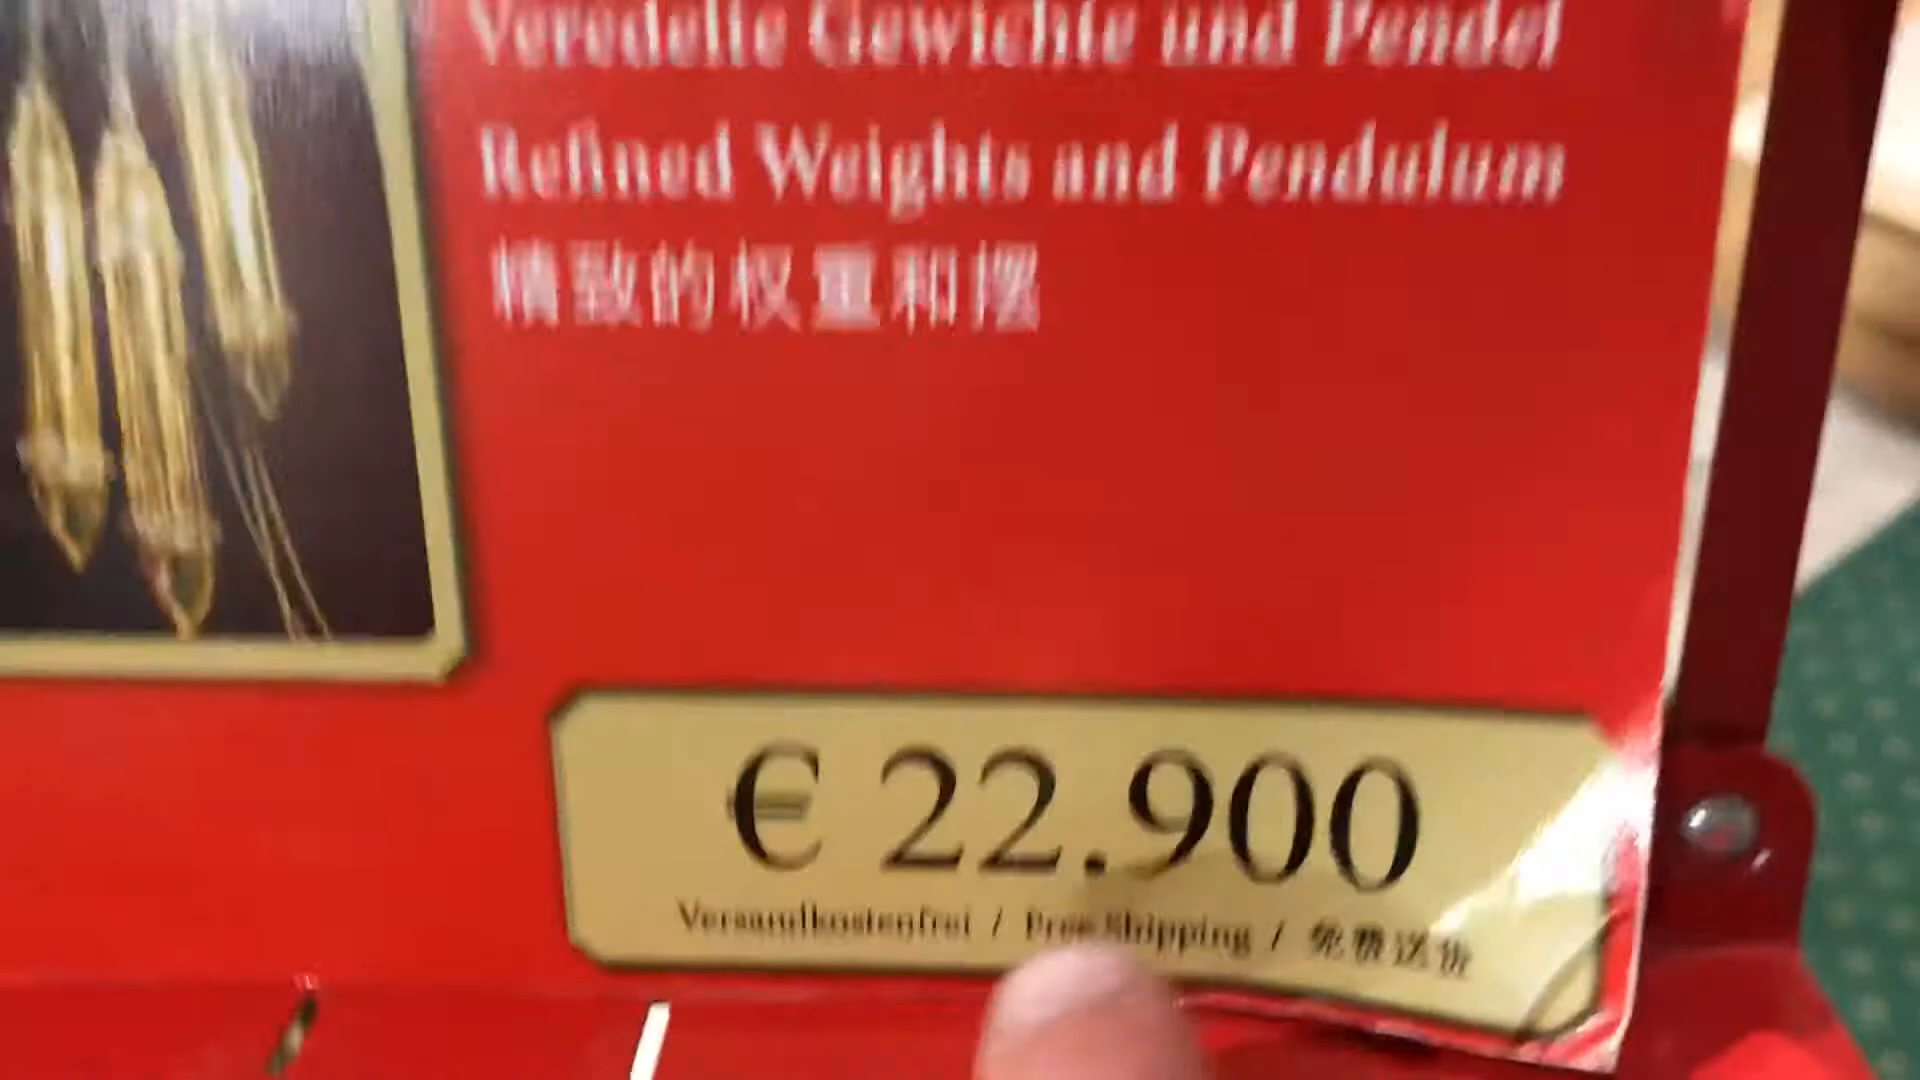 Veredelte Gewichte und Pendel
Refined Weights and Pendulum
精致的权重和摆
€ 22.900
Versandkostenfrei / Free Shipping / 免费送货